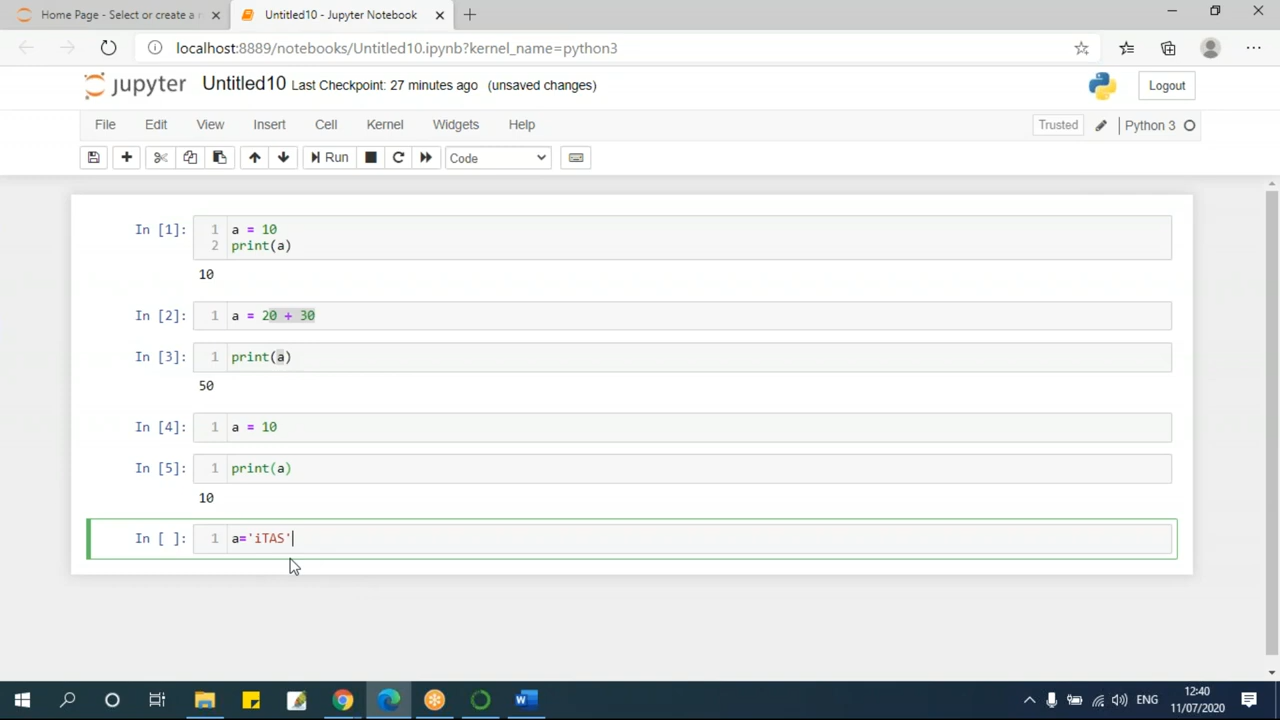 Home Page - Select or create a n
Untitled10 - Jupyter Notebook
localhost:8889/notebooks/Untitled10.ipynb?kernel_name=python3
jupyter Untitled10 Last Checkpoint: 27 minutes ago (unsaved changes)
Logout
File Edit View Insert Cell Kernel Widgets Help
Trusted Python 3
Run Code
In [1]: 1 a = 10
2 print(a)
10
In [2]: 1 a = 20 + 30
In [3]: 1 print(a)
50
In [4]: 1 a = 10
In [5]: 1 print(a)
10
In [ ]: 1 a='iTAS'
ENG
12:40
11/07/2020